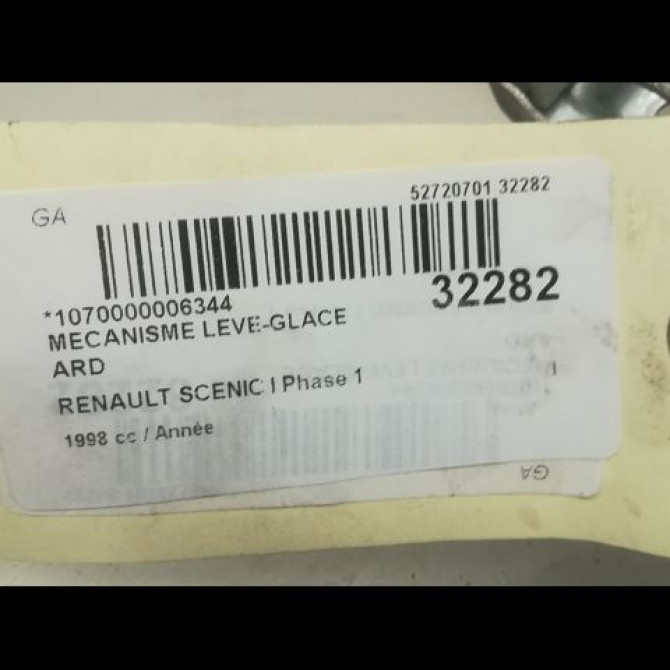 GA
52720701 32282
*1070000006344
32282
MECANISME LEVE-GLACE
ARD
RENAULT SCENIC I Phase 1
1998 cc / Année
GA